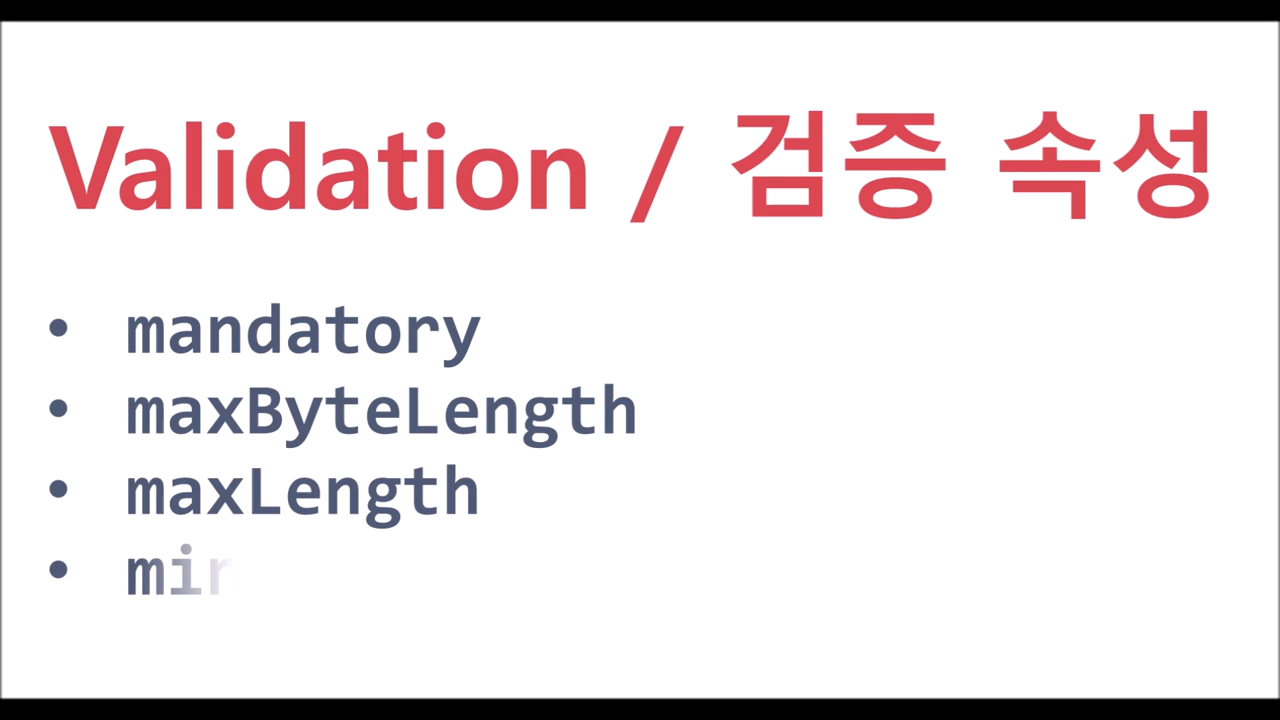 Validation / 검증 속성
• mandatory
• maxByteLength
• maxLength